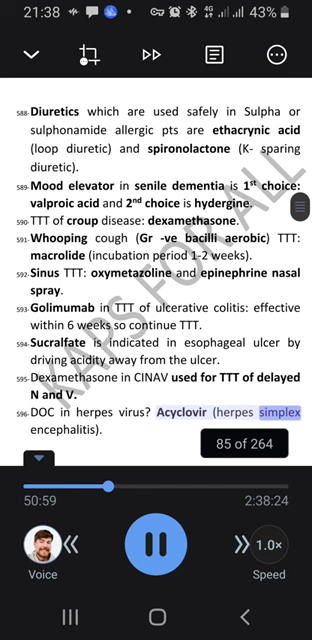 21:38
4G
43%
588- Diuretics which are used safely in Sulpha or
sulphonamide allergic pts are ethacrynic acid
(loop diuretic) and spironolactone (K- sparing
diuretic).
589- Mood elevator in senile dementia is 1st choice:
valproic acid and 2nd choice is hydergine.
590- TTT of croup disease: dexamethasone.
591- Whooping cough (Gr -ve bacilli aerobic) TTT:
macrolide (incubation period 1-2 weeks).
592- Sinus TTT: oxymetazoline and epinephrine nasal
spray.
593- Golimumab in TTT of ulcerative colitis: effective
within 6 weeks so continue TTT.
594- Sucralfate is indicated in esophageal ulcer by
driving acidity away from the ulcer.
595- Dexamethasone in CINAV used for TTT of delayed
N and V.
596- DOC in herpes virus? Acyclovir (herpes simplex
encephalitis).
KAPS FOR ALL
85 of 264
50:59
2:38:24
1.0×
Voice
Speed